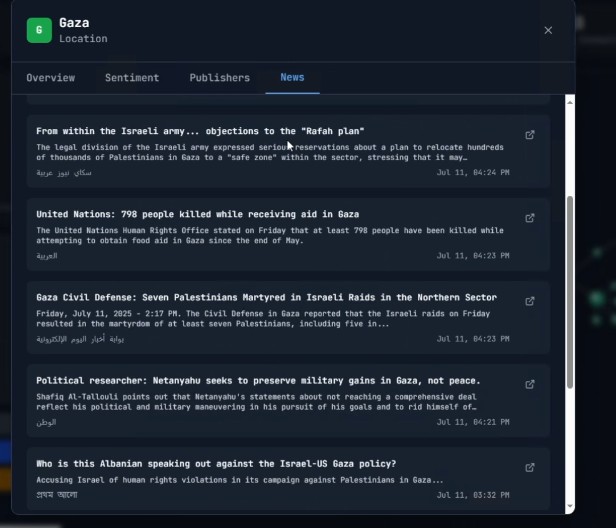 G
Gaza
Location
Overview
Sentiment
Publishers
News
From within the Israeli army... objections to the "Rafah plan"
The legal division of the Israeli army expressed serious reservations about a plan to relocate hundreds
of thousands of Palestinians in Gaza to a "safe zone" within the sector, stressing that it may…
سكاي نيوز عربية
Jul 11, 04:24 PM
United Nations: 798 people killed while receiving aid in Gaza
The United Nations Human Rights Office stated on Friday that at least 798 people have been killed while
attempting to obtain food aid in Gaza since the end of May.
العربية
Jul 11, 04:23 PM
Gaza Civil Defense: Seven Palestinians Martyred in Israeli Raids in the Northern Sector
Friday, July 11, 2025 - 2:17 PM. The Civil Defense in Gaza reported that the Israeli raids on Friday
resulted in the martyrdom of at least seven Palestinians, including five in...
بوابة أخبار اليوم الإلكترونية
Jul 11, 04:23 PM
Political researcher: Netanyahu seeks to preserve military gains in Gaza, not peace.
Shafiq Al-Tallouli points out that Netanyahu's statements about not reaching a comprehensive deal
reflect his political and military maneuvering in his pursuit of his goals and to rid himself of…
الوطن
Jul 11, 04:21 PM
Who is this Albanian speaking out against the Israel-US Gaza policy?
Accusing Israel of human rights violations in its campaign against Palestinians in Gaza...
প্রথম আলো
Jul 11, 03:32 PM